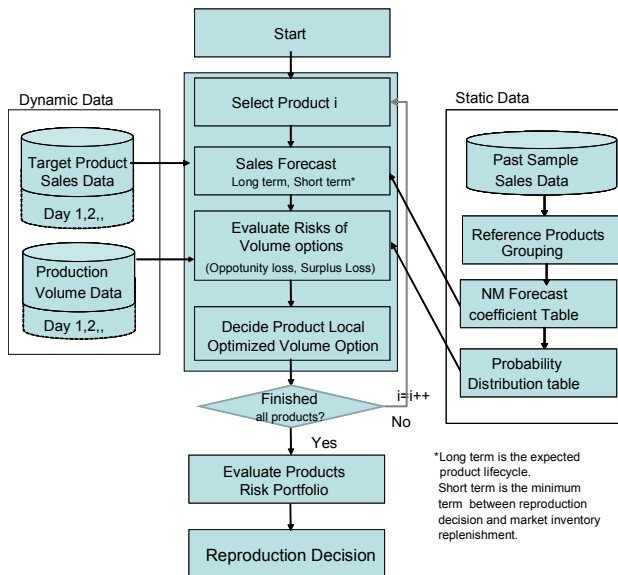 Start
Dynamic Data
Target Product
Sales Data
Day 1,2,,
Production
Volume Data
Day 1,2,,
Select Product i
Sales Forecast
Long term, Short term*
Evaluate Risks of
Volume options
(Oppotunity loss, Surplus Loss)
Decide Product Local
Optimized Volume Option
Finished
all products?
i=i++
No
Yes
Evaluate Products
Risk Portfolio
Reproduction Decision
Static Data
Past Sample
Sales Data
Reference Products
Grouping
NM Forecast
coefficient Table
Probability
Distribution table
*Long term is the expected
product lifecycle.
Short term is the minimum
term between reproduction
decision and market inventory
replenishment.